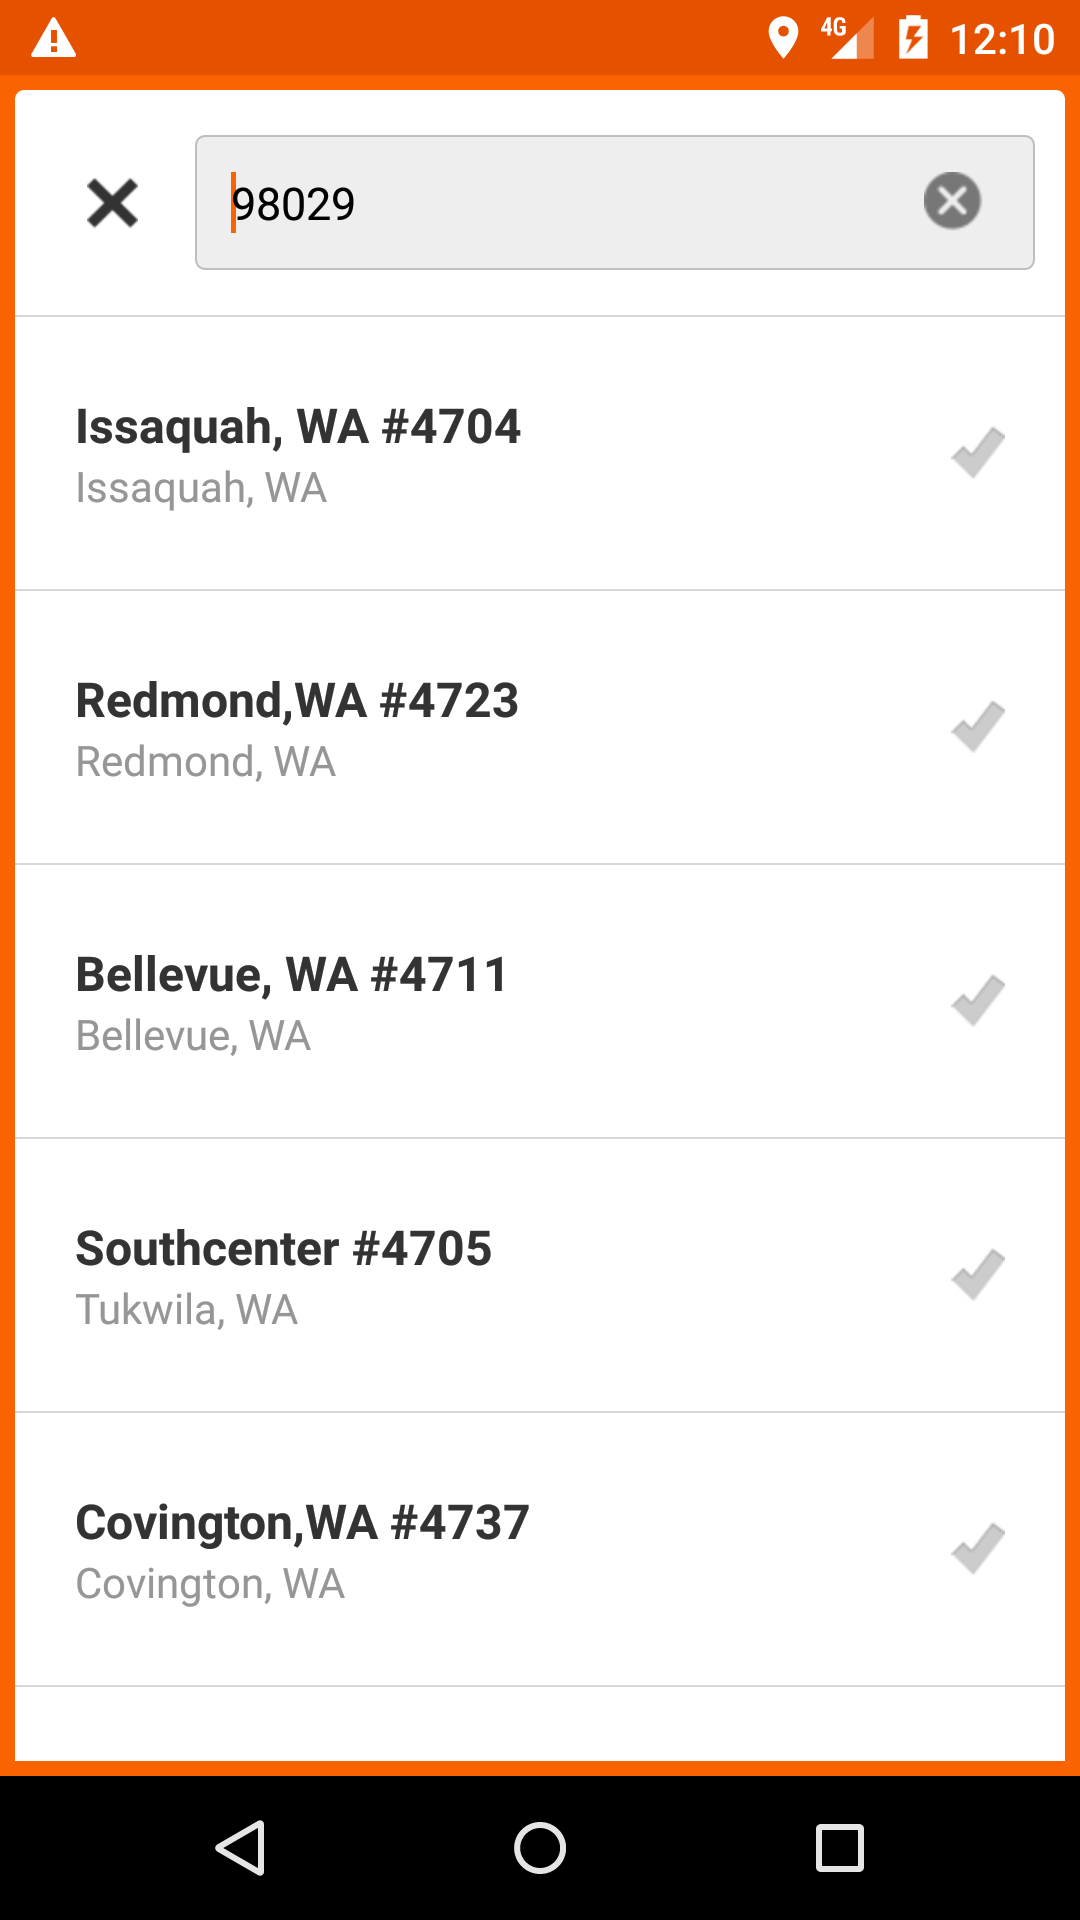 4G 12:10
98029
Issaquah, WA #4704
Issaquah, WA
Redmond,WA #4723
Redmond, WA
Bellevue, WA #4711
Bellevue, WA
Southcenter #4705
Tukwila, WA
Covington,WA #4737
Covington, WA